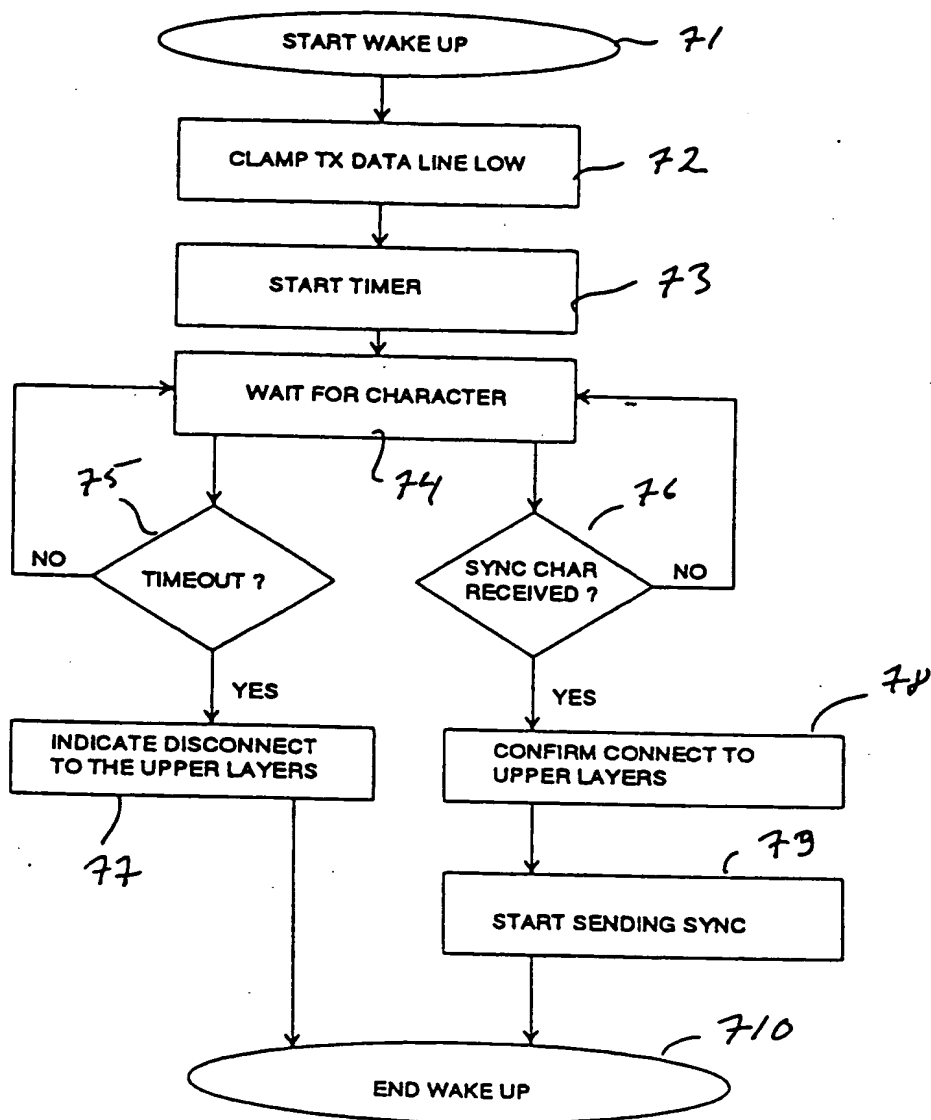 START WAKE UP
71
CLAMP TX DATA LINE LOW
72
START TIMER
73
WAIT FOR CHARACTER
74
75
76
NO
TIMEOUT ?
SYNC CHAR
RECEIVED ?
NO
YES
YES
78
INDICATE DISCONNECT
TO THE UPPER LAYERS
CONFIRM CONNECT TO
UPPER LAYERS
77
79
START SENDING SYNC
710
END WAKE UP